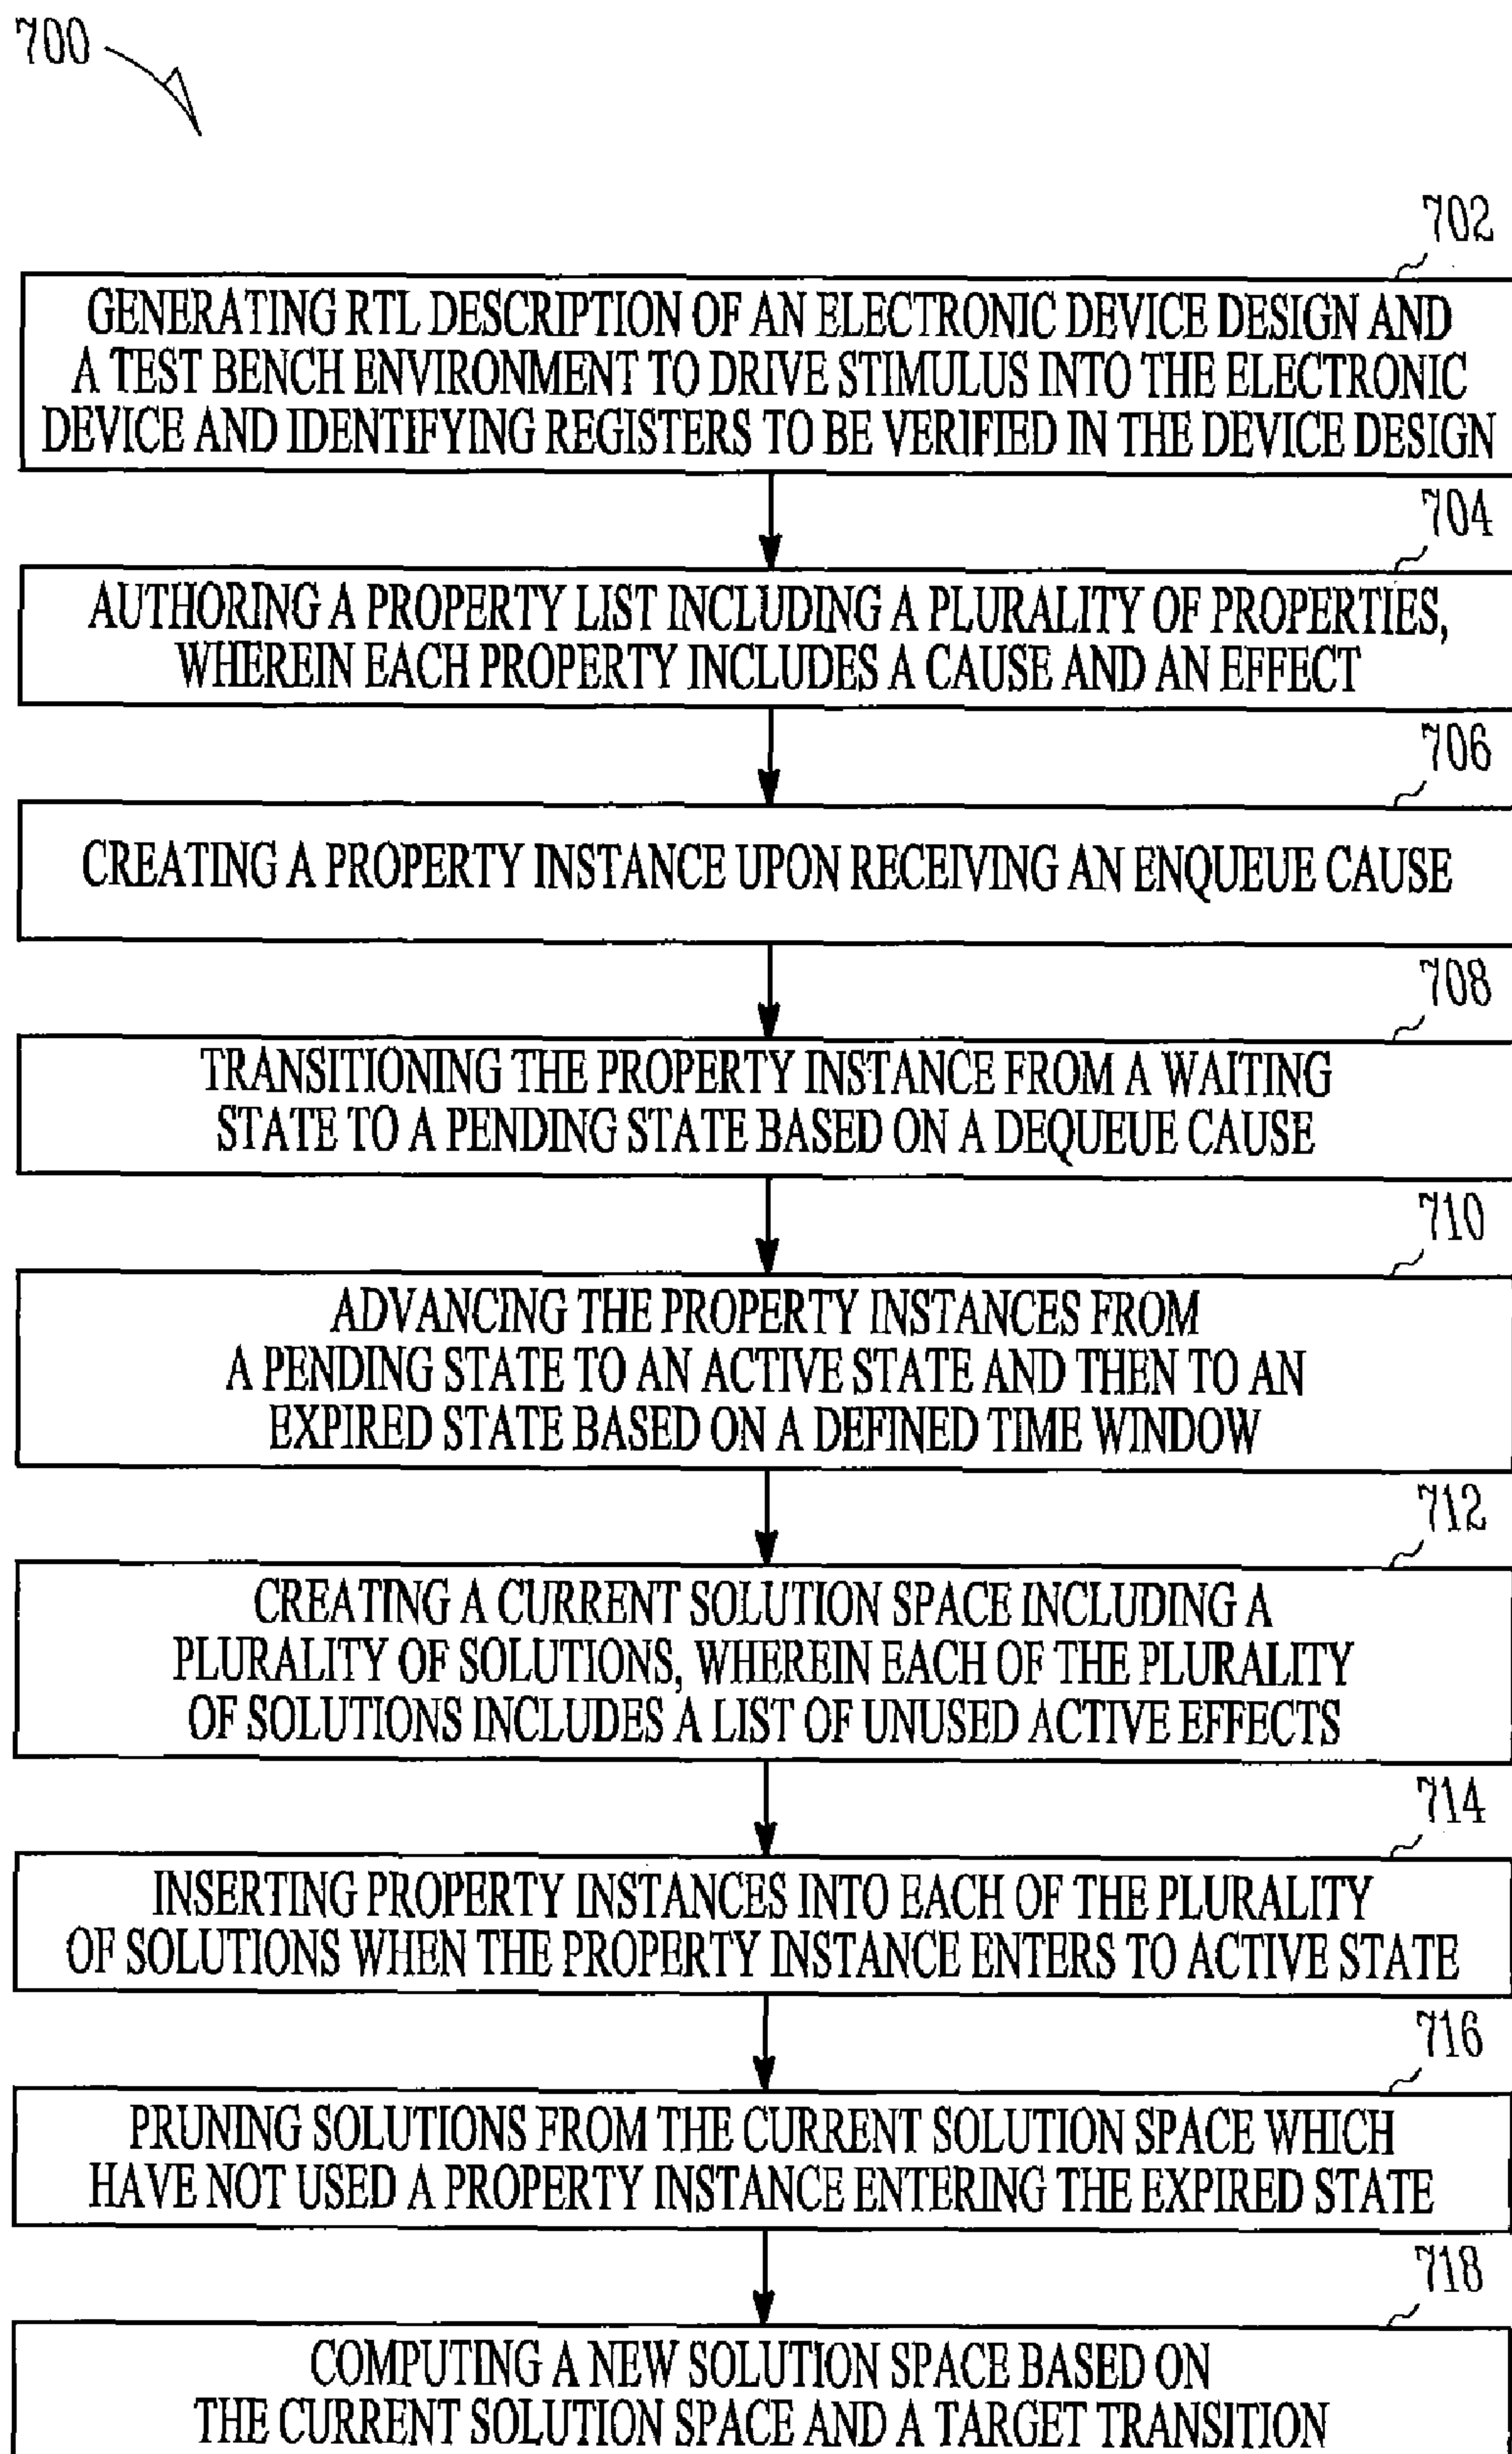 700
702
GENERATING RTL DESCRIPTION OF AN ELECTRONIC DEVICE DESIGN AND
A TEST BENCH ENVIRONMENT TO DRIVE STIMULUS INTO THE ELECTRONIC
DEVICE AND IDENTIFYING REGISTERS TO BE VERIFIED IN THE DEVICE DESIGN
704
AUTHORING A PROPERTY LIST INCLUDING A PLURALITY OF PROPERTIES,
WHEREIN EACH PROPERTY INCLUDES A CAUSE AND AN EFFECT
706
CREATING A PROPERTY INSTANCE UPON RECEIVING AN ENQUEUE CAUSE
708
TRANSITIONING THE PROPERTY INSTANCE FROM A WAITING
STATE TO A PENDING STATE BASED ON A DEQUEUE CAUSE
710
ADVANCING THE PROPERTY INSTANCES FROM
A PENDING STATE TO AN ACTIVE STATE AND THEN TO AN
EXPIRED STATE BASED ON A DEFINED TIME WINDOW
712
CREATING A CURRENT SOLUTION SPACE INCLUDING A
PLURALITY OF SOLUTIONS, WHEREIN EACH OF THE PLURALITY
OF SOLUTIONS INCLUDES A LIST OF UNUSED ACTIVE EFFECTS
714
INSERTING PROPERTY INSTANCES INTO EACH OF THE PLURALITY
OF SOLUTIONS WHEN THE PROPERTY INSTANCE ENTERS TO ACTIVE STATE
716
PRUNING SOLUTIONS FROM THE CURRENT SOLUTION SPACE WHICH
HAVE NOT USED A PROPERTY INSTANCE ENTERING THE EXPIRED STATE
718
COMPUTING A NEW SOLUTION SPACE BASED ON
THE CURRENT SOLUTION SPACE AND A TARGET TRANSITION